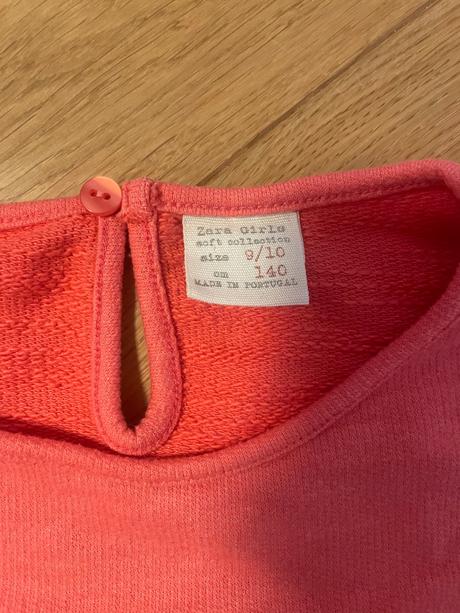 Zara Girls
soft collection
size 9/10
cm 140
MADE IN PORTUGAL